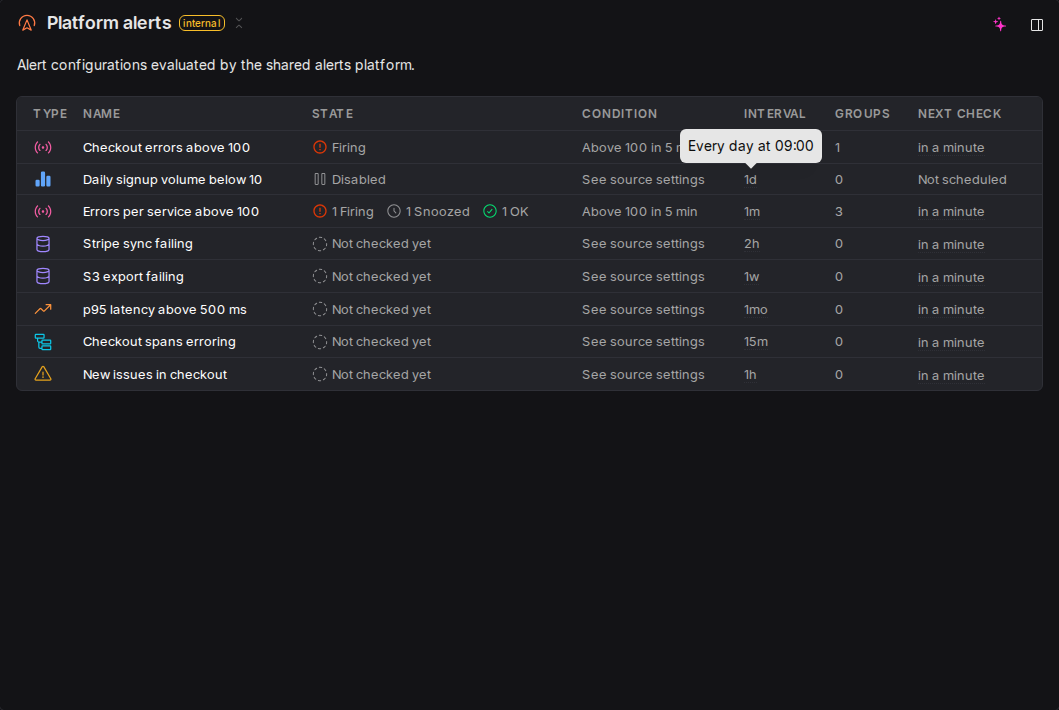 Platform alerts internal
Alert configurations evaluated by the shared alerts platform.
TYPE NAME STATE CONDITION INTERVAL GROUPS NEXT CHECK
Checkout errors above 100 Firing Above 100 in 5 1 in a minute
Every day at 09:00
Daily signup volume below 10 Disabled See source settings 1d 0 Not scheduled
Errors per service above 100 1 Firing 1 Snoozed 1 OK Above 100 in 5 min 1m 3 in a minute
Stripe sync failing Not checked yet See source settings 2h 0 in a minute
S3 export failing Not checked yet See source settings 1w 0 in a minute
p95 latency above 500 ms Not checked yet See source settings 1mo 0 in a minute
Checkout spans erroring Not checked yet See source settings 15m 0 in a minute
New issues in checkout Not checked yet See source settings 1h 0 in a minute